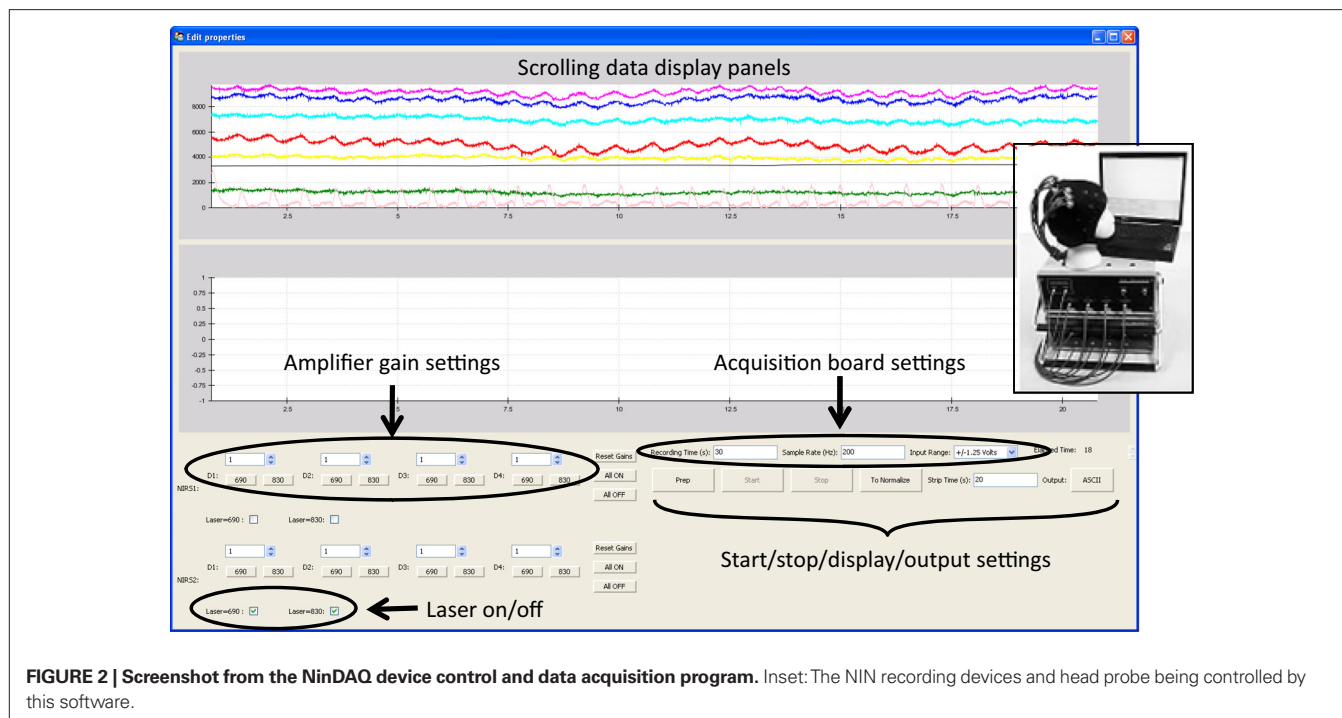 Edit properties
Scrolling data display panels
8000
6000
4000
2000
0
2.5 5 7.5 10 12.5 15 17.5
1
0.75
0.5
0.25
0
-0.25
-0.5
-0.75
-1
2.5 5 7.5 10 12.5 15 17.5 20
Amplifier gain settings
Acquisition board settings
1 1 1 1 Reset Gains
D1: 690 830 D2: 690 830 D3: 690 830 D4: 690 830 All ON
NIRS1: All OFF
Laser=690 : Laser=830:
1 1 1 1 Reset Gains
D1: 690 830 D2: 690 830 D3: 690 830 D4: 690 830 All ON
NIRS2: All OFF
Laser=690 : Laser=830:
Laser on/off
Recording Time (s): 30 Sample Rate (Hz): 200 Input Range: +/-1.25 Volts Elapsed Time: 18
Prep Start Stop To Normalize Strip Time (s): 20 Output: ASCII
Start/stop/display/output settings
FIGURE 2 | Screenshot from the NinDAQ device control and data acquisition program. Inset: The NIN recording devices and head probe being controlled by
this software.